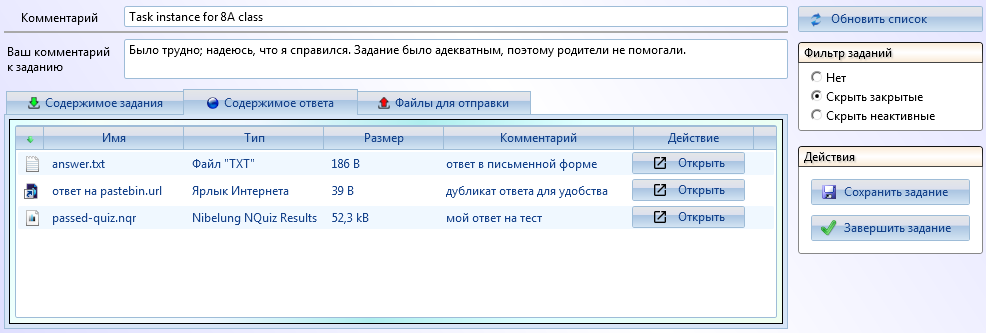 Комментарий
Task instance for 8A class
Ваш комментарий
к заданию
Было трудно; надеюсь, что я справился. Задание было адекватным, поэтому родители не помогали.
Содержимое задания
Содержимое ответа
Файлы для отправки
Имя Тип Размер Комментарий Действие
answer.txt Файл "TXT" 186 B ответ в письменной форме Открыть
ответ на pastebin.url Ярлык Интернета 39 B дубликат ответа для удобства Открыть
passed-quiz.nqr Nibelung NQuiz Results 52,3 kB мой ответ на тест Открыть
Обновить список
Фильтр заданий
Нет
Скрыть закрытые
Скрыть неактивные
Действия
Сохранить задание
Завершить задание